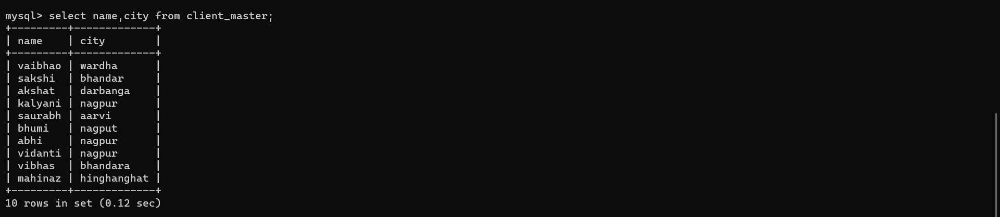 mysql> select name,city from client_master;
+---------+-------------+
| name    | city        |
+---------+-------------+
| vaibhao | wardha      |
| sakshi  | bhandar     |
| akshat  | darbanga    |
| kalyani | nagpur      |
| saurabh | aarvi       |
| bhumi   | nagput      |
| abhi    | nagpur      |
| vidanti | nagpur      |
| vibhas  | bhandara    |
| mahinaz | hinghanghat |
+---------+-------------+
10 rows in set (0.12 sec)